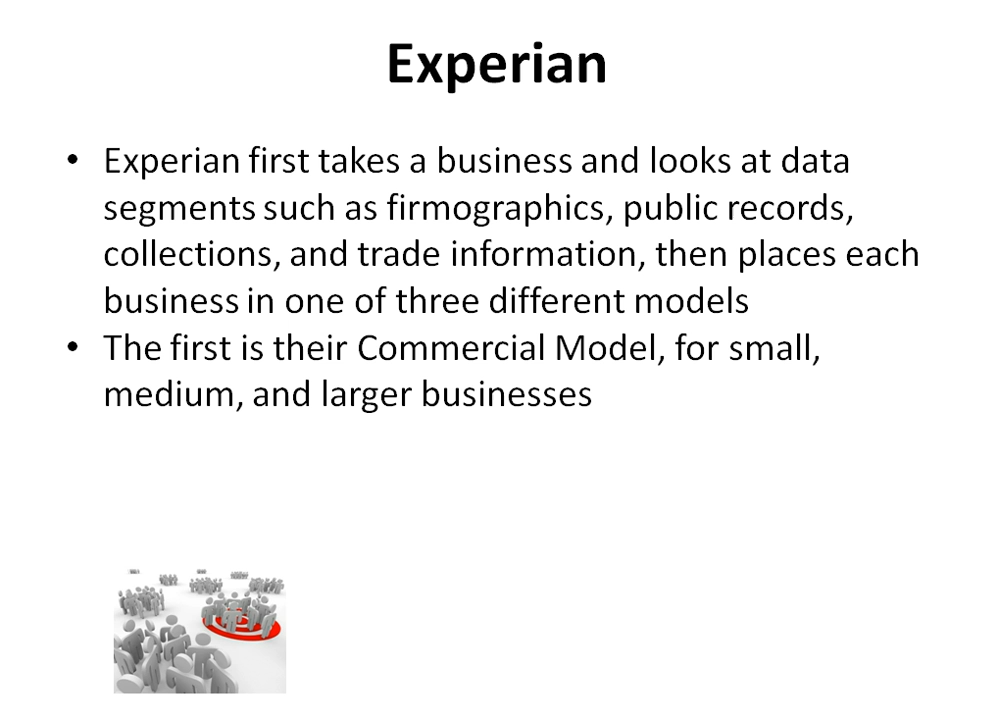 Experian
• Experian first takes a business and looks at data
segments such as firmographics, public records,
collections, and trade information, then places each
business in one of three different models
• The first is their Commercial Model, for small,
medium, and larger businesses